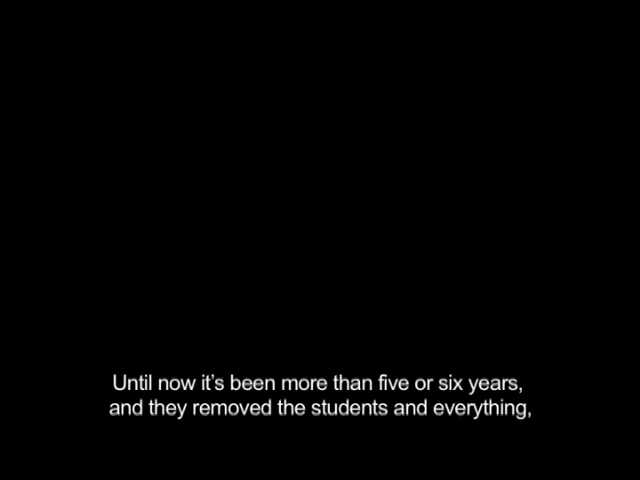 Until now it’s been more than five or six years,
and they removed the students and everything,